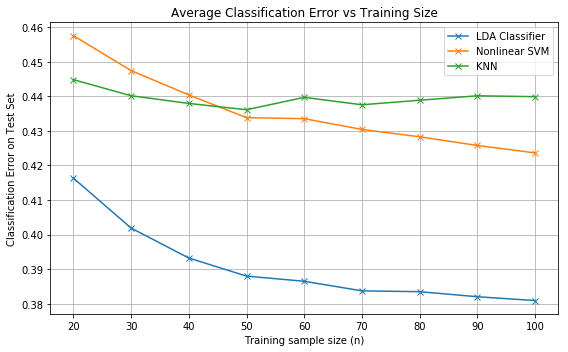 Average Classification Error vs Training Size
LDA Classifier
Nonlinear SVM
KNN
Classification Error on Test Set
0.46
0.45
0.44
0.43
0.42
0.41
0.40
0.39
0.38
20 30 40 50 60 70 80 90 100
Training sample size (n)